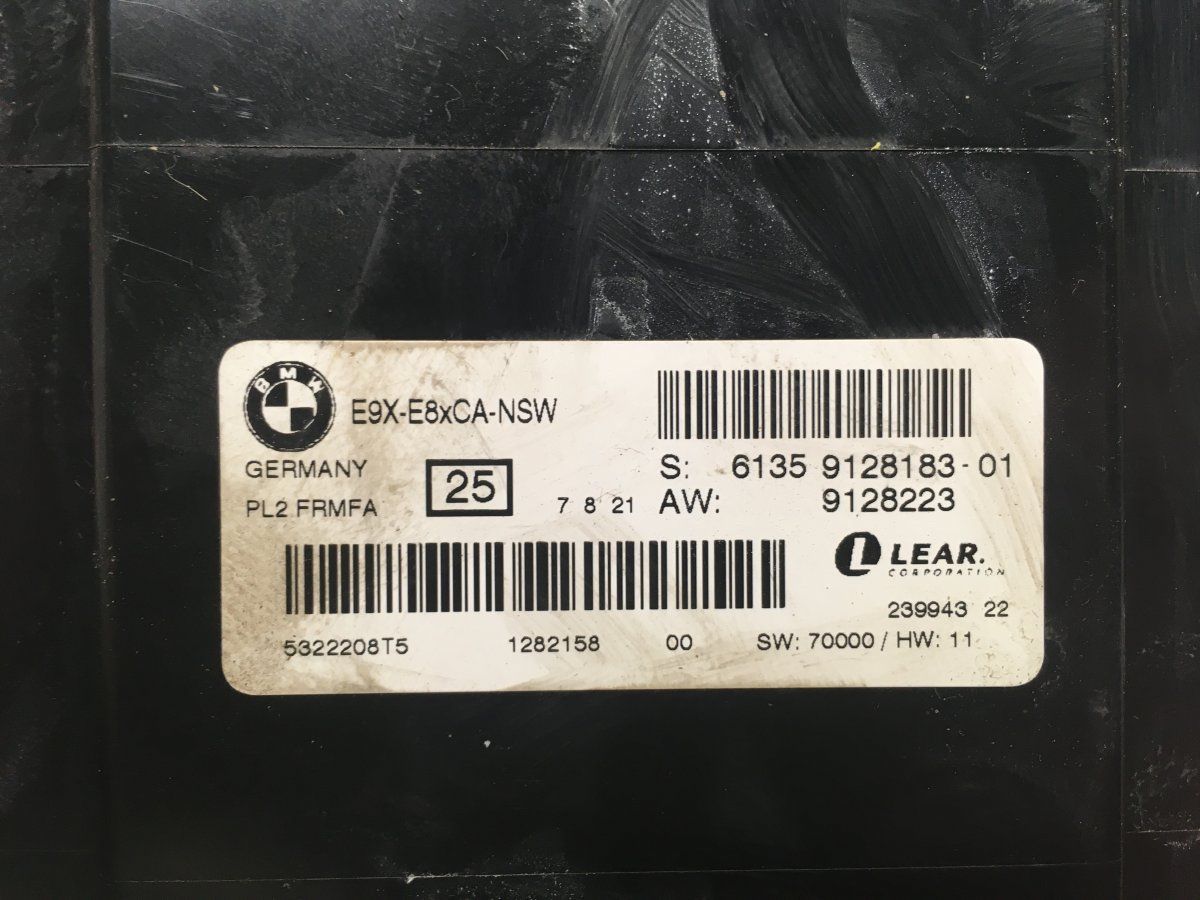 BMW
E9X-E8xCA-NSW
GERMANY
PL2 FRMFA
25
7 8 21
S: 6135 9128183-01
AW: 9128223
L LEAR.
CORPORATION
239943 22
5322208T5 1282158 00 SW: 70000 / HW: 11